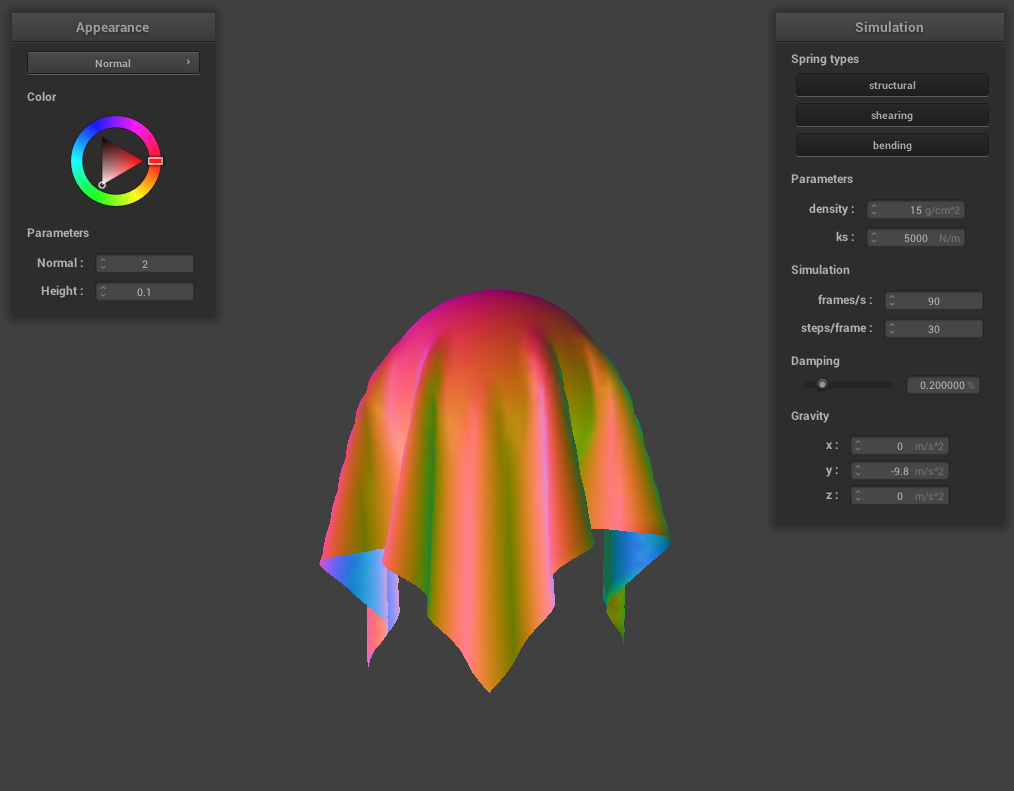 Appearance
Normal ›
Color
Parameters
Normal : 2
Height : 0.1
Simulation
Spring types
structural
shearing
bending
Parameters
density : 15 g/cm^2
ks : 5000 N/m
Simulation
frames/s : 90
steps/frame : 30
Damping
0.200000 %
Gravity
x : 0 m/s^2
y : -9.8 m/s^2
z : 0 m/s^2